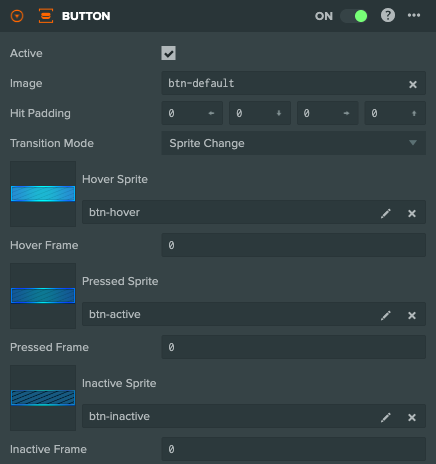 BUTTON ON ? •••
Active
Image btn-default
Hit Padding 0 0 0 0
Transition Mode Sprite Change
Hover Sprite
btn-hover
Hover Frame 0
Pressed Sprite
btn-active
Pressed Frame 0
Inactive Sprite
btn-inactive
Inactive Frame 0